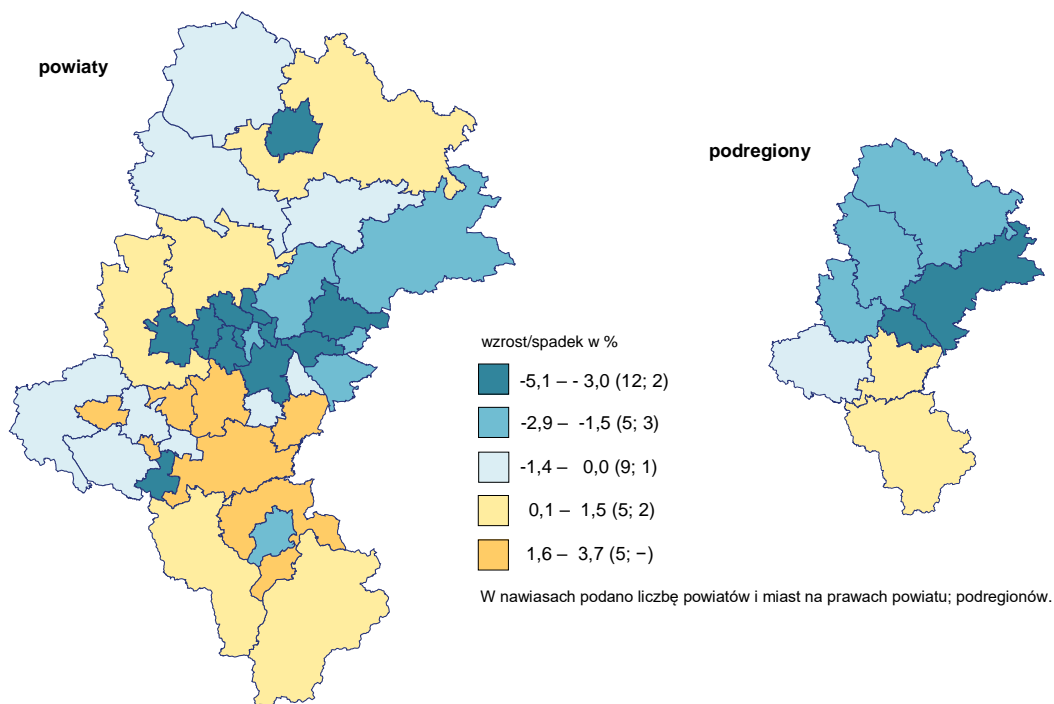 powiaty
podregiony
wzrost/spadek w %
-5,1 – - 3,0 (12; 2)
-2,9 – -1,5 (5; 3)
-1,4 – 0,0 (9; 1)
0,1 – 1,5 (5; 2)
1,6 – 3,7 (5; −)
W nawiasach podano liczbę powiatów i miast na prawach powiatu; podregionów.